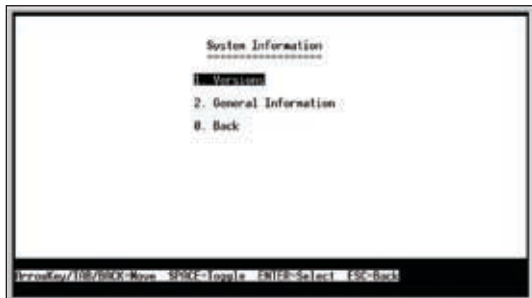 System Information
==================
1. Versions
2. General Information
0. Back
ArrowKey/TAB/BACK-Move SPACE-Toggle ENTER-Select ESC-Back